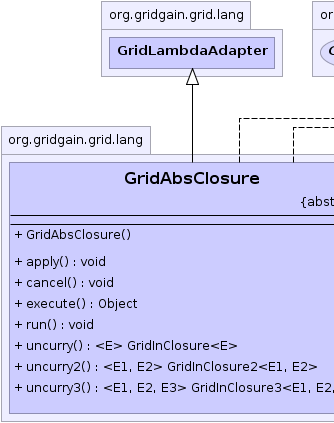 org.gridgain.grid.lang
or
GridLambdaAdapter
org.gridgain.grid.lang
GridAbsClosure
{abst
+ GridAbsClosure()
+ apply() : void
+ cancel() : void
+ execute() : Object
+ run() : void
+ uncurry() : <E> GridInClosure<E>
+ uncurry2() : <E1, E2> GridInClosure2<E1, E2>
+ uncurry3() : <E1, E2, E3> GridInClosure3<E1, E2,